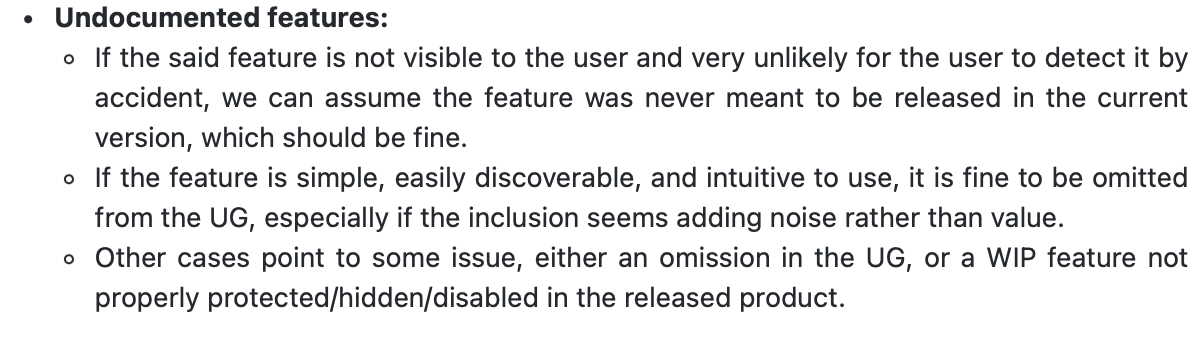 • Undocumented features:
◦ If the said feature is not visible to the user and very unlikely for the user to detect it by
accident, we can assume the feature was never meant to be released in the current
version, which should be fine.
◦ If the feature is simple, easily discoverable, and intuitive to use, it is fine to be omitted
from the UG, especially if the inclusion seems adding noise rather than value.
◦ Other cases point to some issue, either an omission in the UG, or a WIP feature not
properly protected/hidden/disabled in the released product.